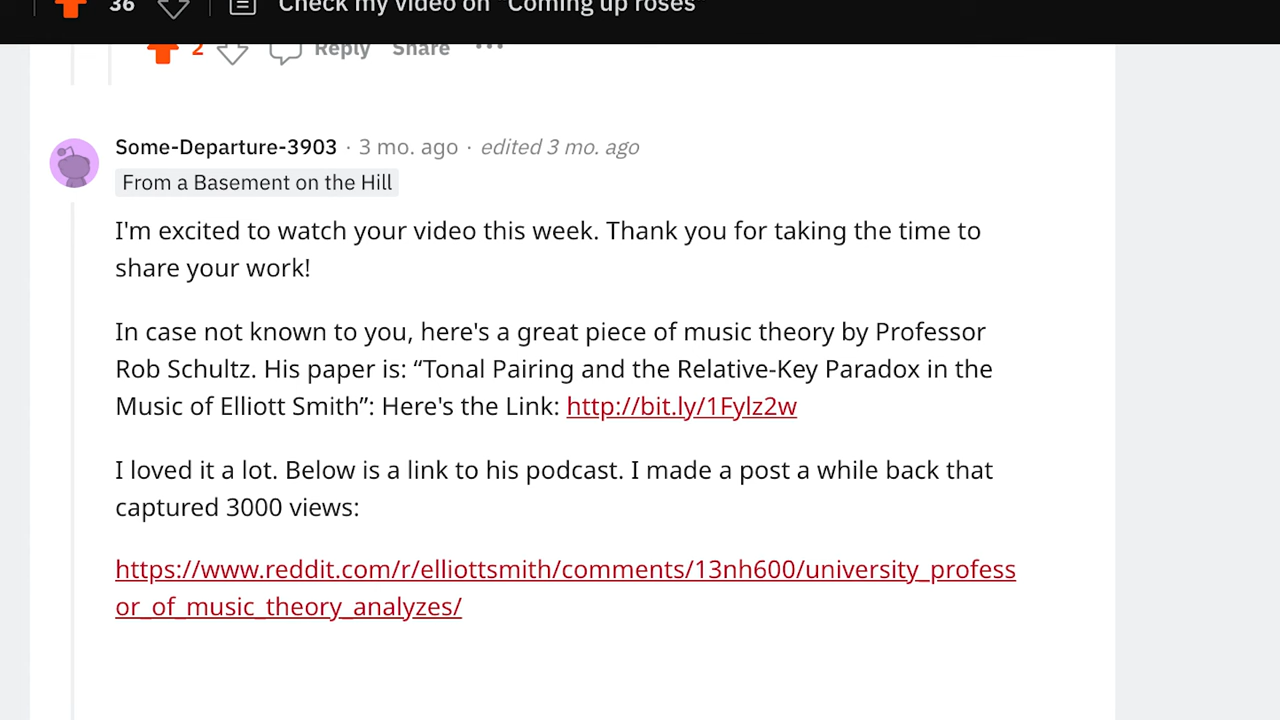 36 Check my video on "Coming up roses"
2 Reply Share ...
Some-Departure-3903 · 3 mo. ago · edited 3 mo. ago
From a Basement on the Hill
I'm excited to watch your video this week. Thank you for taking the time to
share your work!
In case not known to you, here's a great piece of music theory by Professor
Rob Schultz. His paper is: “Tonal Pairing and the Relative-Key Paradox in the
Music of Elliott Smith”: Here's the Link: http://bit.ly/1Fylz2w
I loved it a lot. Below is a link to his podcast. I made a post a while back that
captured 3000 views:
https://www.reddit.com/r/elliottsmith/comments/13nh600/university_profess
or_of_music_theory_analyzes/